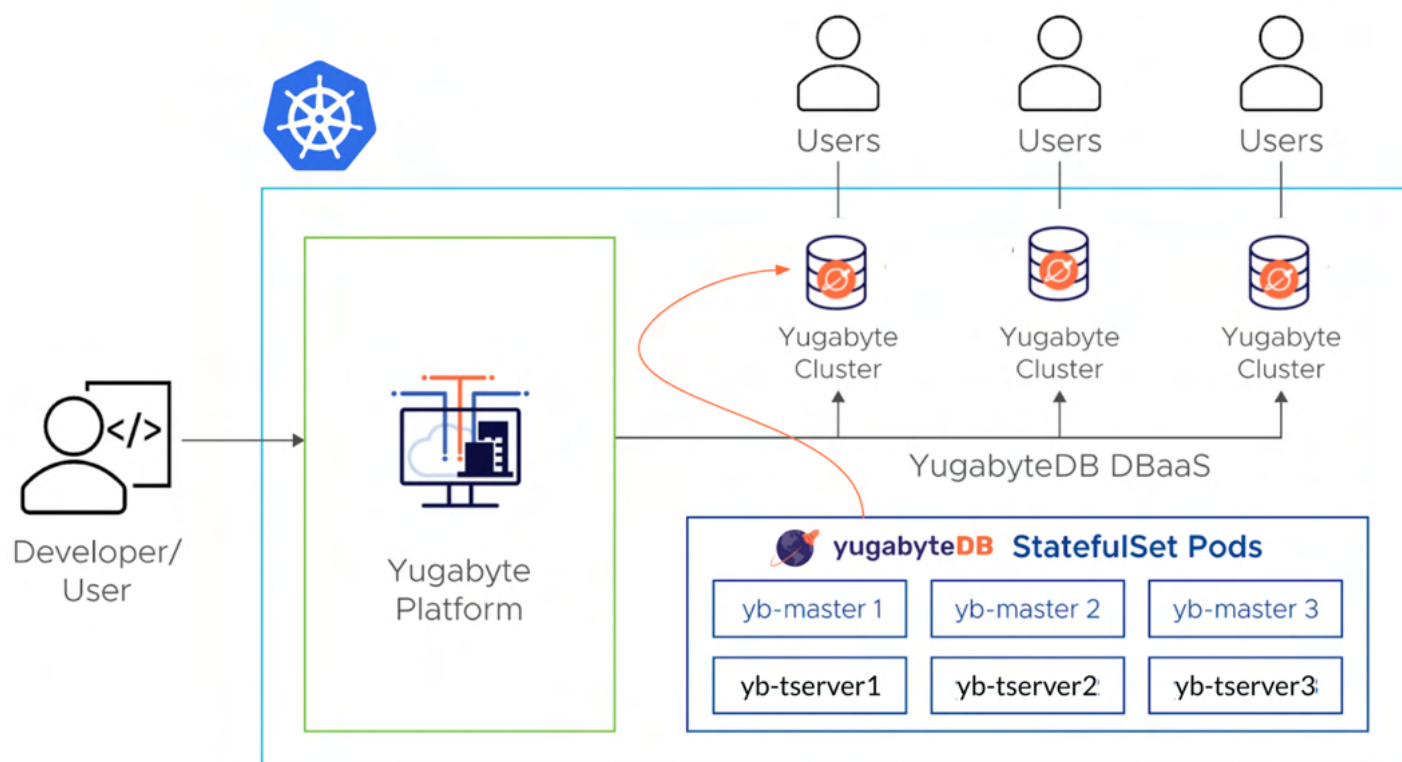 Users
Users
Users
Yugabyte
Cluster
Yugabyte
Cluster
Yugabyte
Cluster
</>
YugabyteDB DBaaS
Developer/
User
Yugabyte
Platform
yugabyteDB StatefulSet Pods
yb-master 1
yb-master 2
yb-master 3
yb-tserver1
yb-tserver2
yb-tserver3